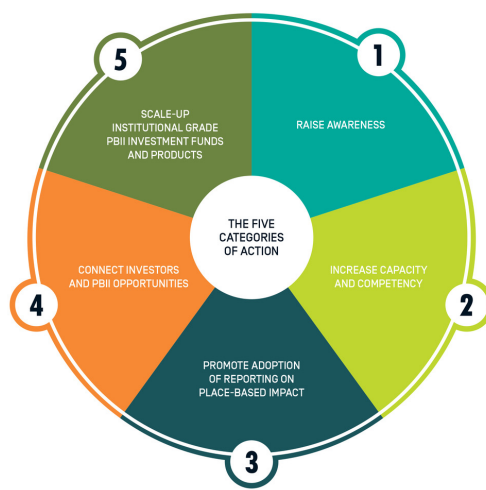 THE FIVE
CATEGORIES
OF ACTION
1
RAISE AWARENESS
2
INCREASE CAPACITY
AND COMPETENCY
3
PROMOTE ADOPTION
OF REPORTING ON
PLACE-BASED IMPACT
4
CONNECT INVESTORS
AND PBII OPPORTUNITIES
5
SCALE-UP
INSTITUTIONAL GRADE
PBII INVESTMENT FUNDS
AND PRODUCTS